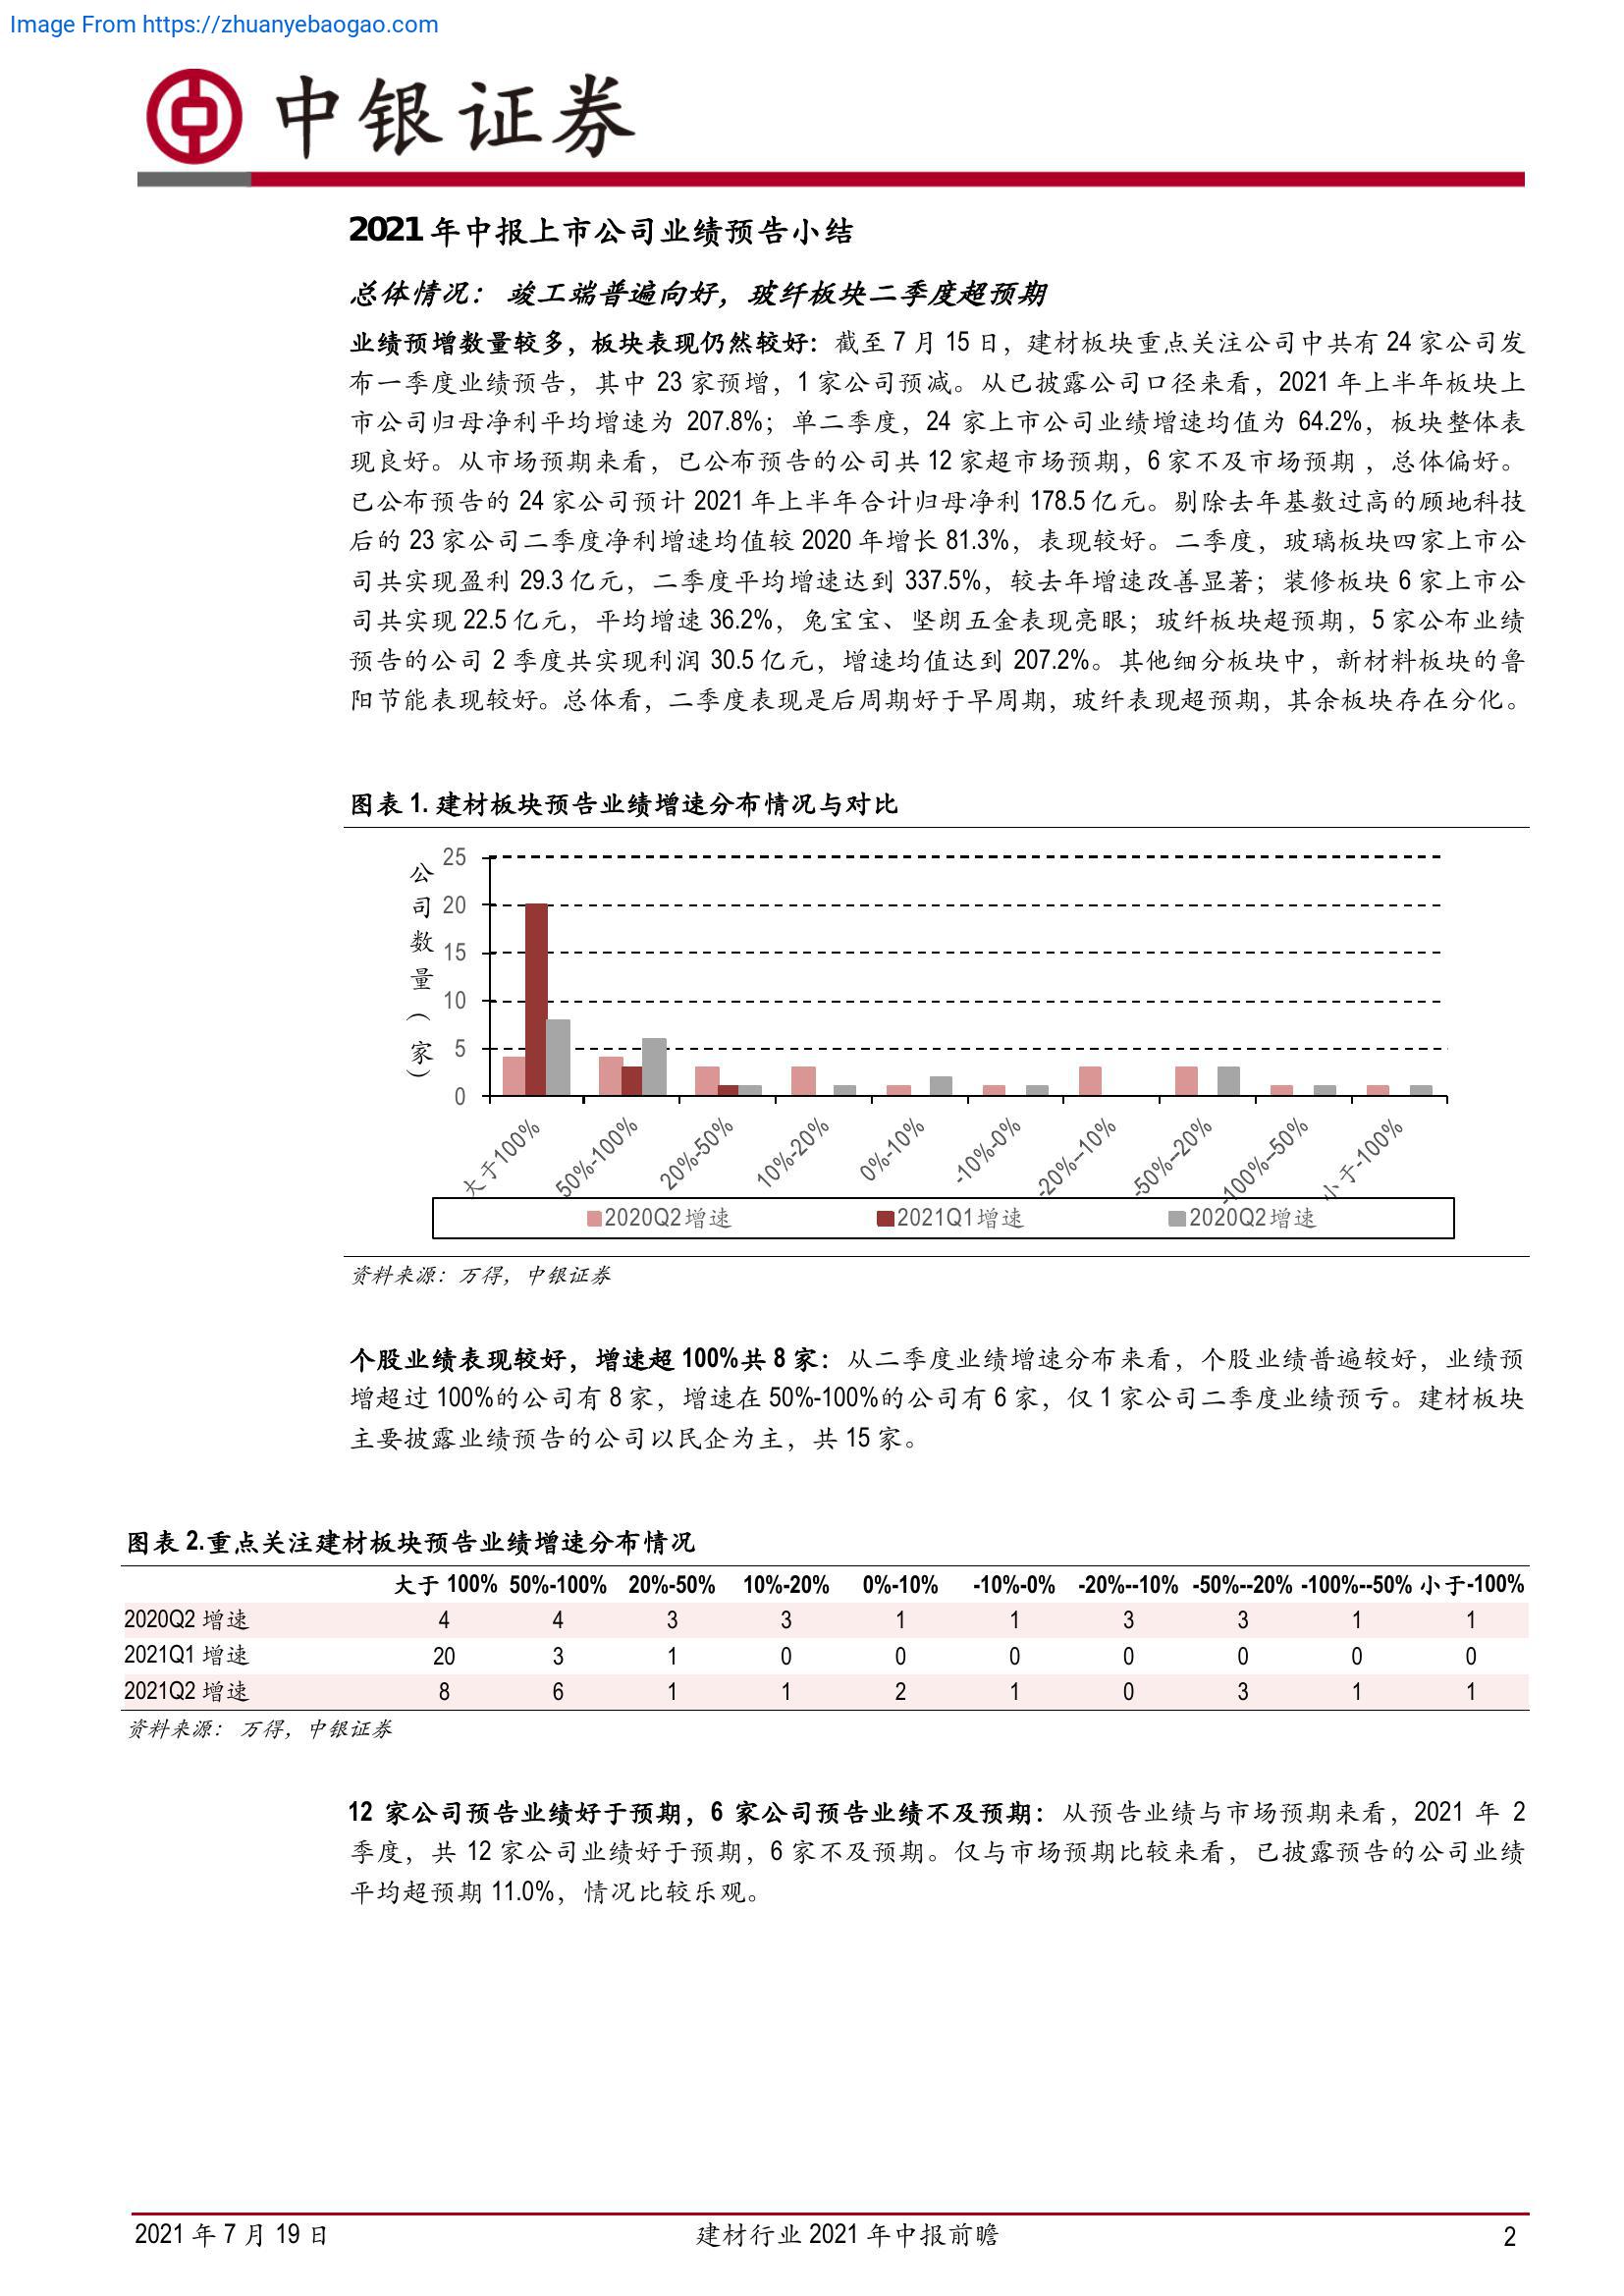 Image From https://zhuanyebaogao.com
中银证券
2021 年中报上市公司业绩预告小结
总体情况： 竣工端普遍向好，玻纤板块二季度超预期
业绩预增数量较多，板块表现仍然较好：截至 7 月 15 日，建材板块重点关注公司中共有 24 家公司发
布一季度业绩预告，其中 23 家预增，1 家公司预减。从已披露公司口径来看，2021 年上半年板块上
市公司归母净利平均增速为 207.8%；单二季度，24 家上市公司业绩增速均值为 64.2%，板块整体表
现良好。从市场预期来看，已公布预告的公司共 12 家超市场预期，6 家不及市场预期 ，总体偏好。
已公布预告的 24 家公司预计 2021 年上半年合计归母净利 178.5 亿元。剔除去年基数过高的顾地科技
后的 23 家公司二季度净利增速均值较 2020 年增长 81.3%，表现较好。二季度，玻璃板块四家上市公
司共实现盈利 29.3 亿元，二季度平均增速达到 337.5%，较去年增速改善显著；装修板块 6 家上市公
司共实现 22.5 亿元，平均增速 36.2%，兔宝宝、坚朗五金表现亮眼；玻纤板块超预期，5 家公布业绩
预告的公司 2 季度共实现利润 30.5 亿元，增速均值达到 207.2%。其他细分板块中，新材料板块的鲁
阳节能表现较好。总体看，二季度表现是后周期好于早周期，玻纤表现超预期，其余板块存在分化。
图表 1. 建材板块预告业绩增速分布情况与对比
公司数量（家）
25
20
15
10
5
0
大于100% 50%-100% 20%-50% 10%-20% 0%-10% -10%-0% -20%--10% -50%--20% -100%--50% 小于-100%
2020Q2增速 2021Q1增速 2020Q2增速
资料来源：万得，中银证券
个股业绩表现较好，增速超 100%共 8 家：从二季度业绩增速分布来看，个股业绩普遍较好，业绩预
增超过 100%的公司有 8 家，增速在 50%-100%的公司有 6 家，仅 1 家公司二季度业绩预亏。建材板块
主要披露业绩预告的公司以民企为主，共 15 家。
图表 2.重点关注建材板块预告业绩增速分布情况
大于 100% 50%-100% 20%-50% 10%-20% 0%-10% -10%-0% -20%--10% -50%--20% -100%--50% 小于-100%
2020Q2 增速 4 4 3 3 1 1 3 3 1 1
2021Q1 增速 20 3 1 0 0 0 0 0 0 0
2021Q2 增速 8 6 1 1 2 1 0 3 1 1
资料来源： 万得，中银证券
12 家公司预告业绩好于预期，6 家公司预告业绩不及预期：从预告业绩与市场预期来看，2021 年 2
季度，共 12 家公司业绩好于预期，6 家不及预期。仅与市场预期比较来看，已披露预告的公司业绩
平均超预期 11.0%，情况比较乐观。
2021 年 7 月 19 日 建材行业 2021 年中报前瞻 2